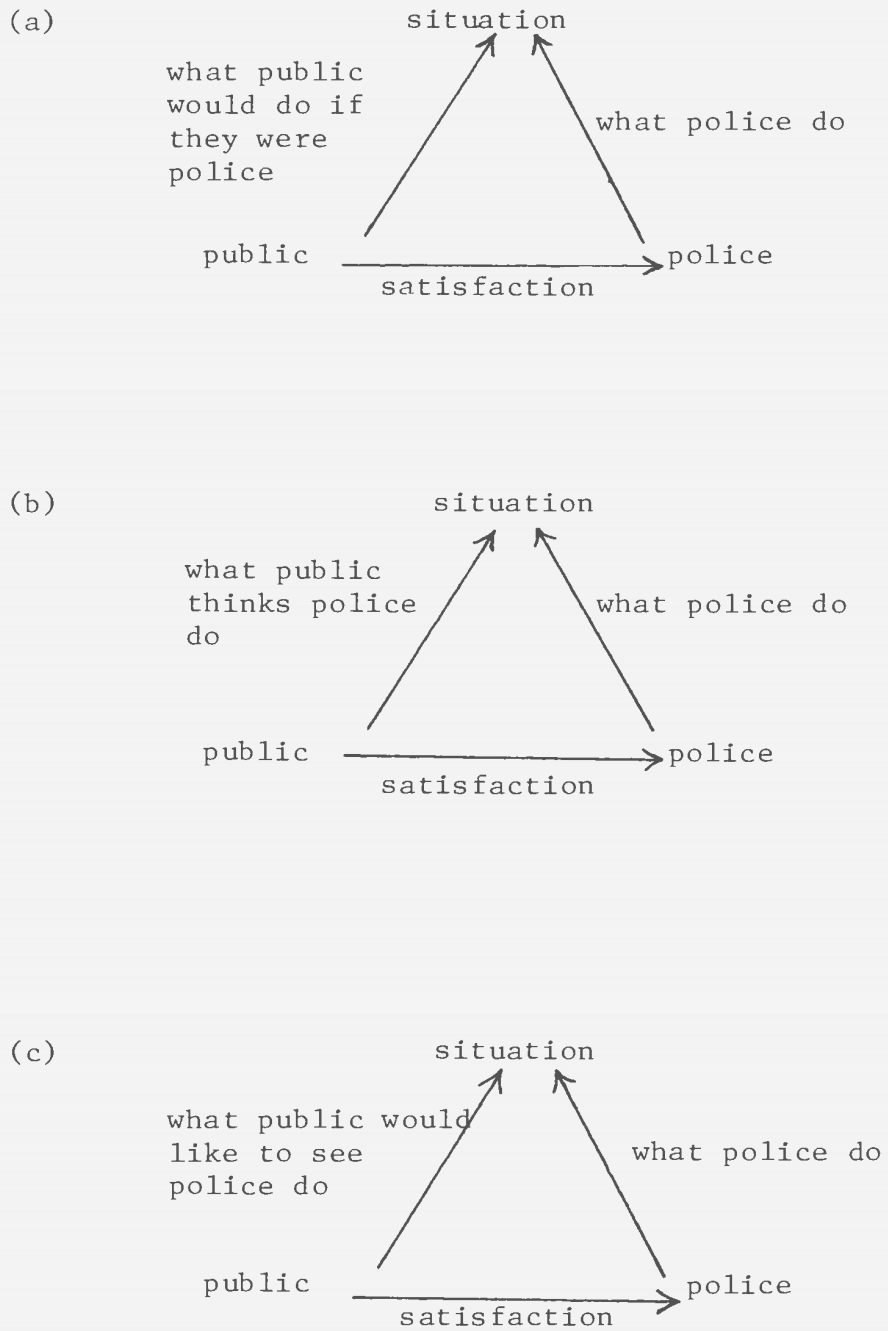 (a)
situation
what public
would do if
they were
police
what police do
public
police
satisfaction
(b)
situation
what public
thinks police
do
what police do
public
police
satisfaction
(c)
situation
what public would
like to see
police do
what police do
public
police
satisfaction